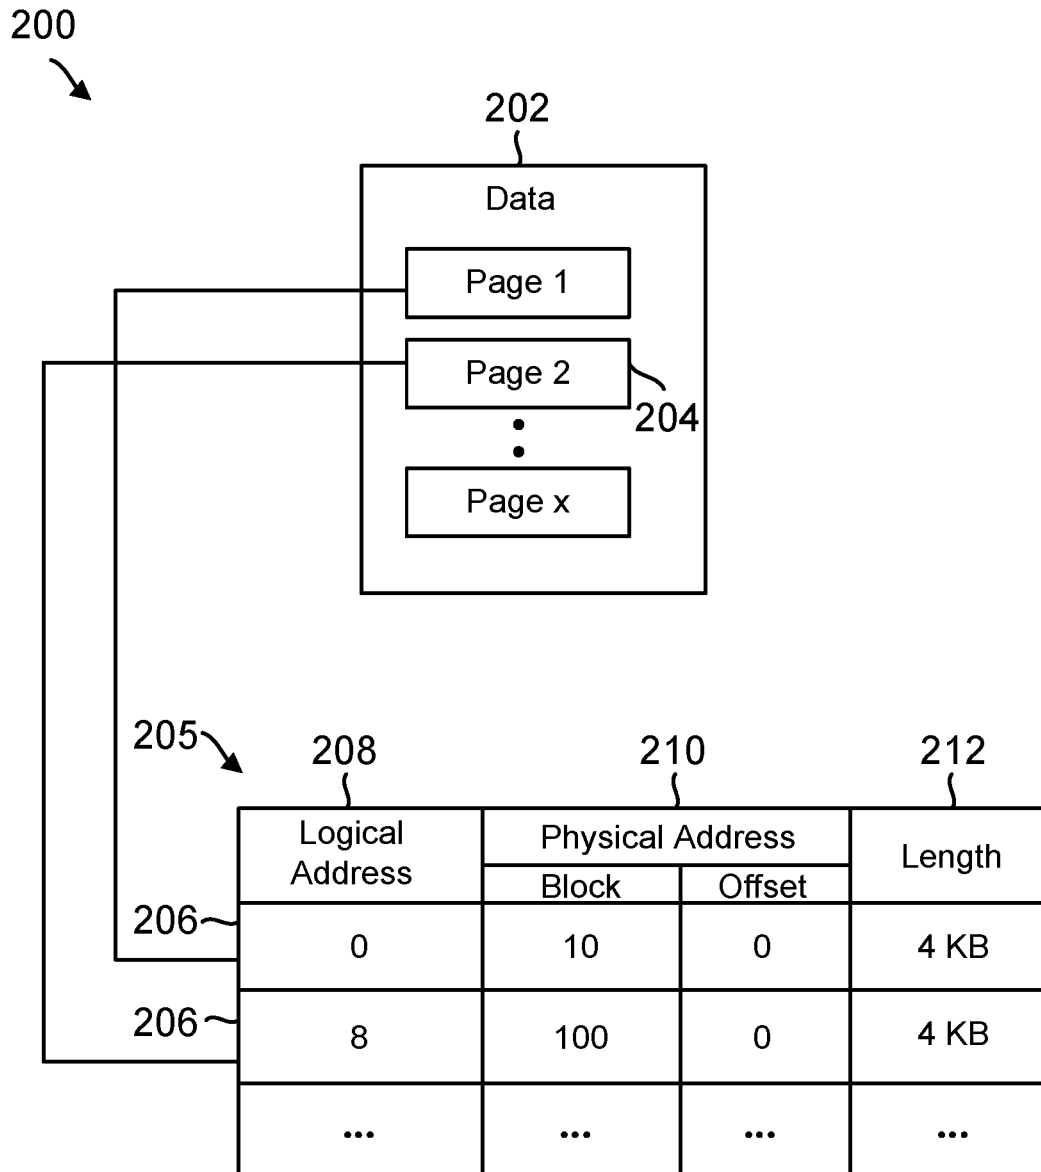 200
202
Data
Page 1
Page 2
204
Page x
205
208
210
212
Logical
Address
Physical Address
Length
Block
Offset
206
0
10
0
4 KB
206
8
100
0
4 KB
... ... ... ...